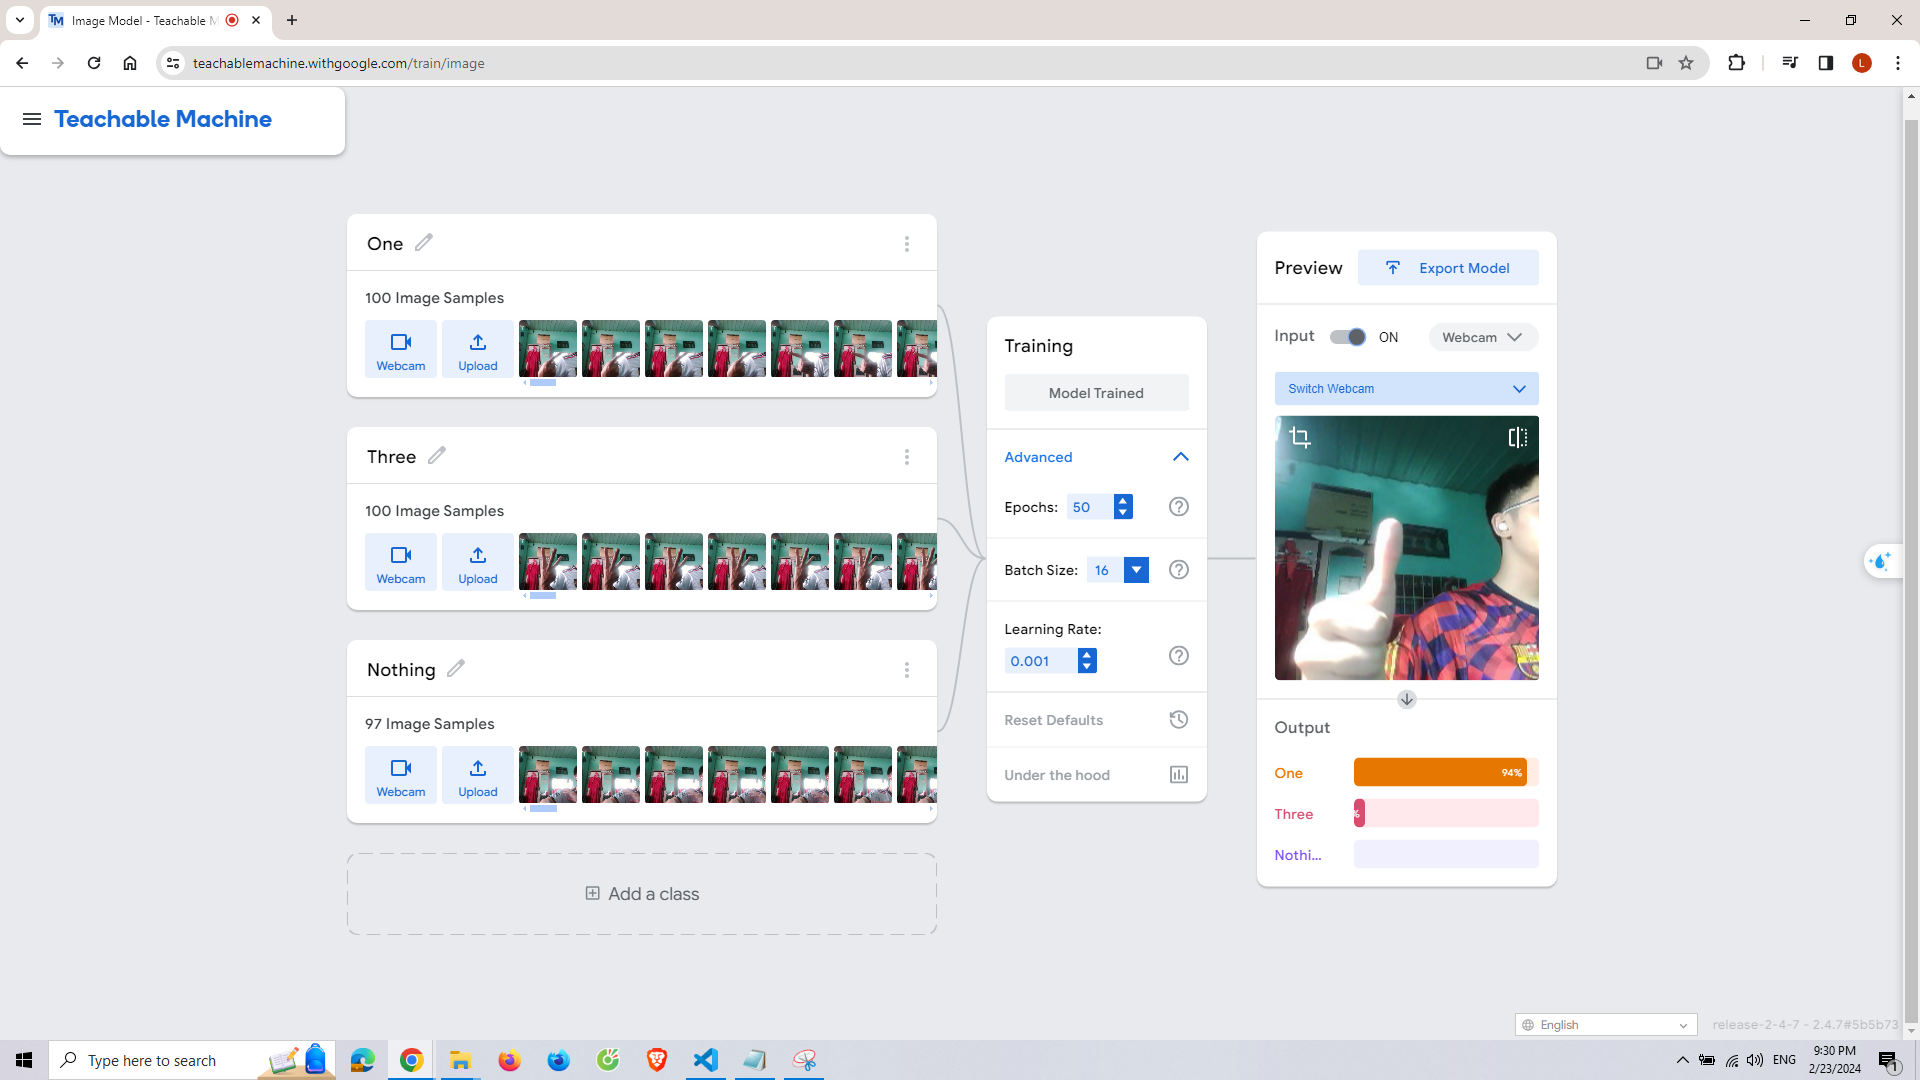 Image Model - Teachable M
teachablemachine.withgoogle.com/train/image
L
Teachable Machine
One
100 Image Samples
Webcam
Upload
Three
100 Image Samples
Webcam
Upload
Nothing
97 Image Samples
Webcam
Upload
Add a class
Training
Model Trained
Advanced
Epochs: 50
Batch Size: 16
Learning Rate:
0.001
Reset Defaults
Under the hood
Preview
Export Model
Input ON Webcam
Switch Webcam
Output
One 94%
Three %
Nothi...
English
release-2-4-7 - 2.4.7#5b5b73
Type here to search
ENG
9:30 PM
2/23/2024
1